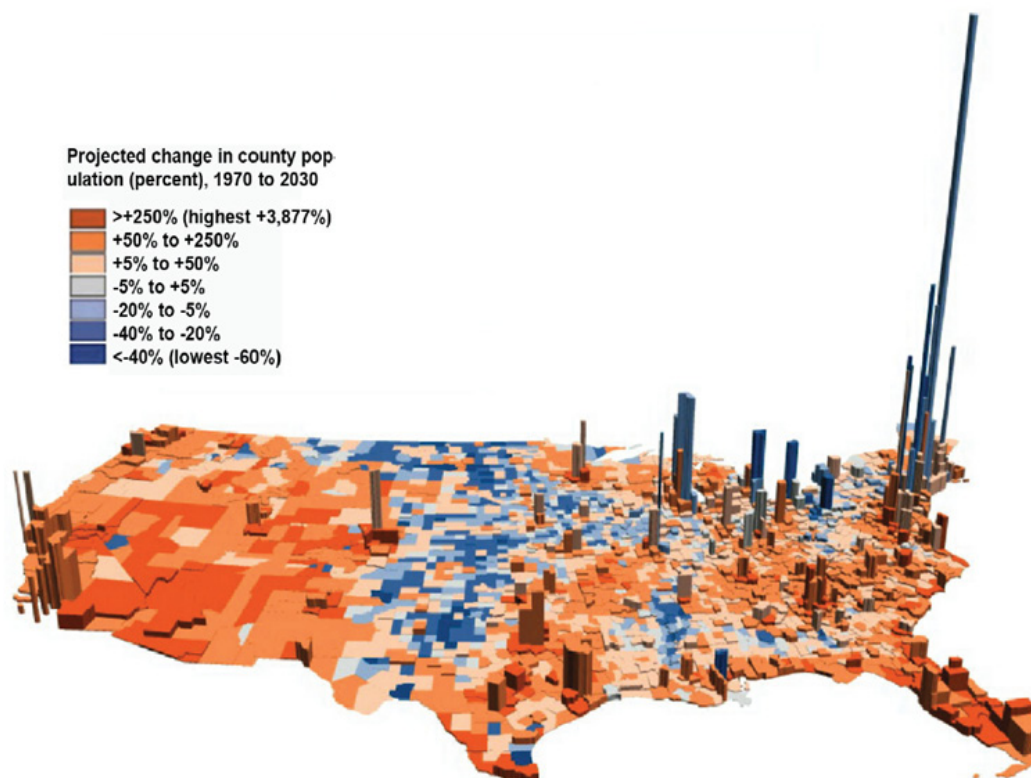 Projected change in county pop-
ulation (percent), 1970 to 2030
>+250% (highest +3,877%)
+50% to +250%
+5% to +50%
-5% to +5%
-20% to -5%
-40% to -20%
<-40% (lowest -60%)